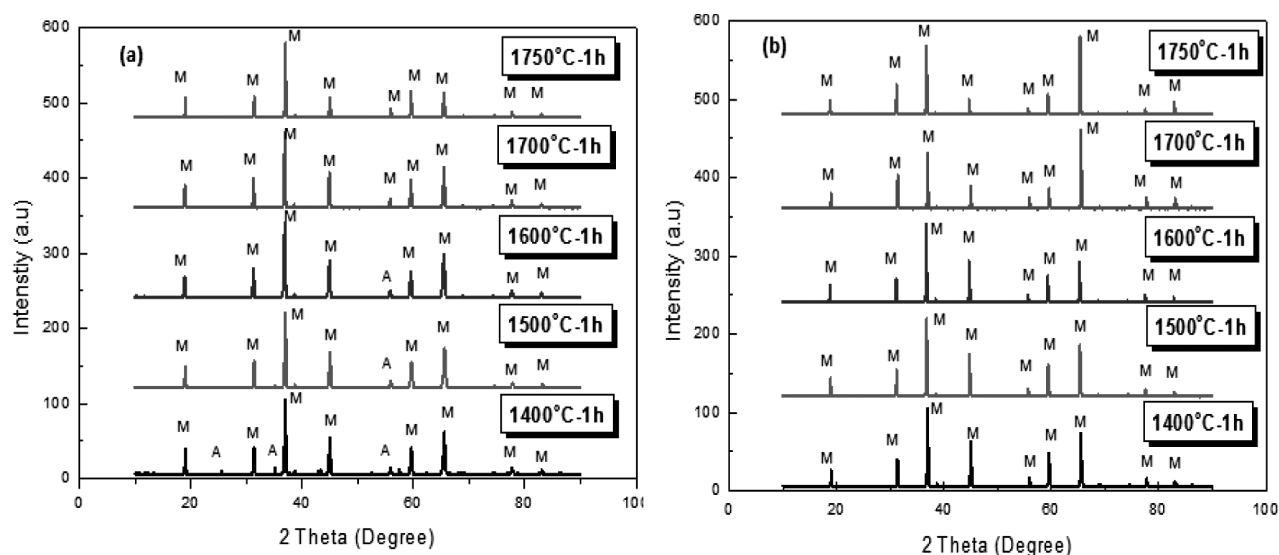 (a)
600
500
400
300
200
100
0
Intenstiy (a.u)
1750°C-1h
M M M M M M M M M
1700°C-1h
M M M M M M M M M
1600°C-1h
M M M M A M M M M
1500°C-1h
M M M M A M M M M
1400°C-1h
M A M A M M A M M M M
0 20 40 60 80 100
2 Theta (Degree)
(b)
600
500
400
300
200
100
0
Intensity (a.u)
1750°C-1h
M M M M M M M M M
1700°C-1h
M M M M M M M M M
1600°C-1h
M M M M M M M M M
1500°C-1h
M M M M M M M M M
1400°C-1h
M M M M M M M M M
0 20 40 60 80 100
2 Theta (Degree)